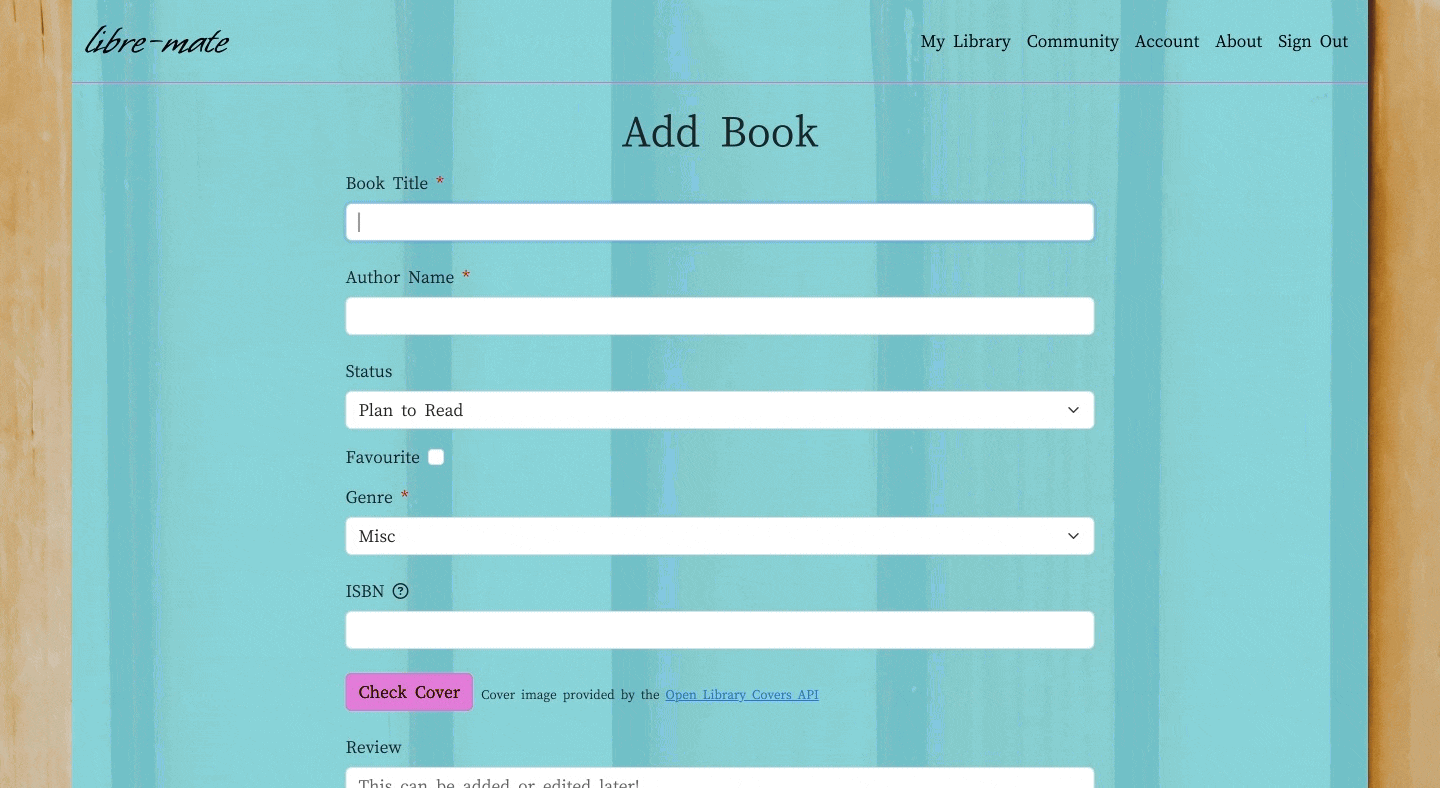 libre-mate
My Library Community Account About Sign Out
Add Book
Book Title *
Author Name *
Status
Plan to Read
Favourite
Genre *
Misc
ISBN ?
Check Cover Cover image provided by the Open Library Covers API
Review
This can be added or edited later!